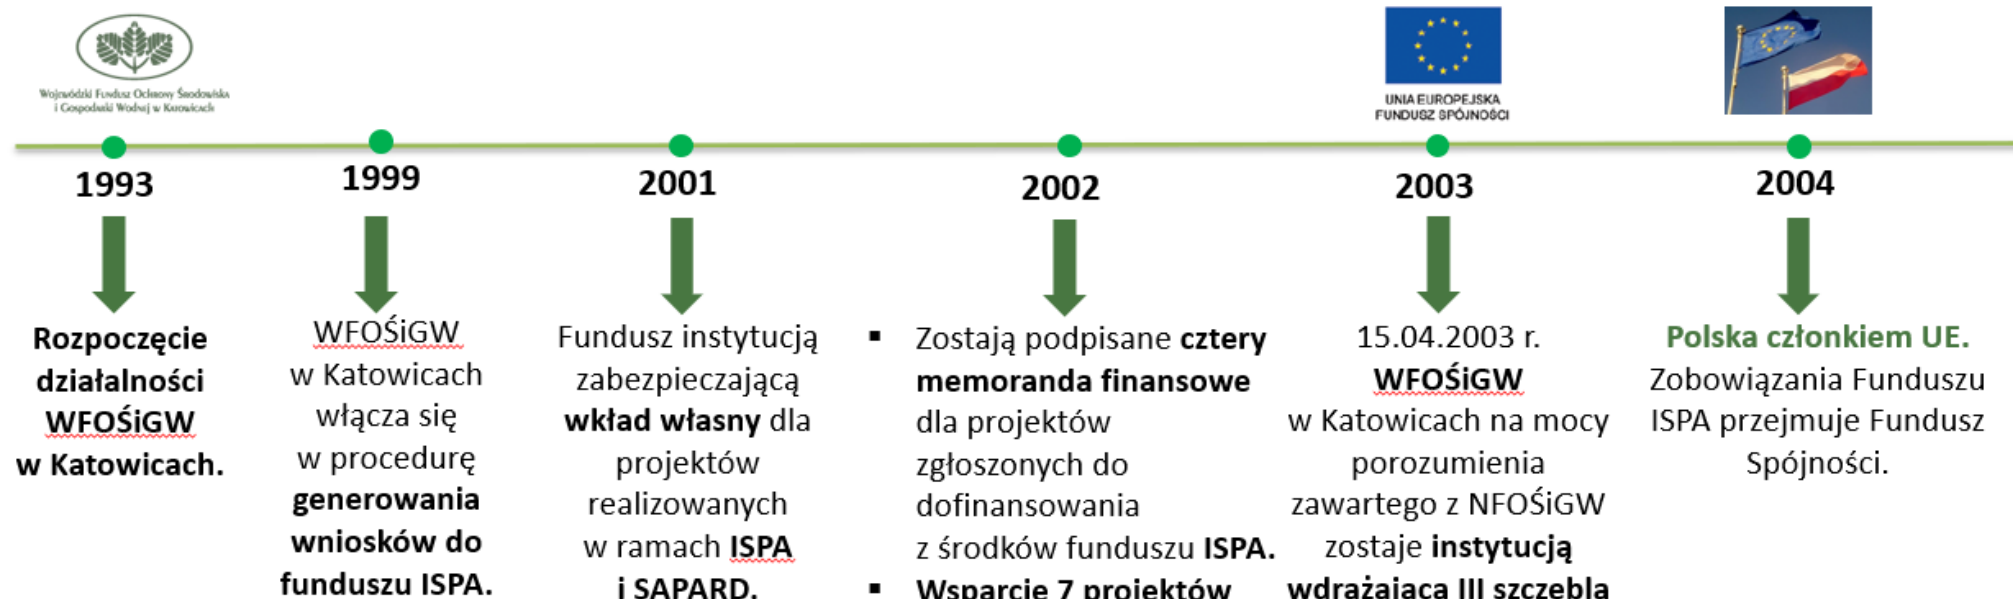 Wojewódzki Fundusz Ochrony Środowiska
i Gospodarki Wodnej w Katowicach
UNIA EUROPEJSKA
FUNDUSZ SPÓJNOŚCI
1993
1999
2001
2002
2003
2004
Rozpoczęcie
działalności
WFOŚiGW
w Katowicach.
WFOŚiGW
w Katowicach
włącza się
w procedurę
generowania
wniosków do
funduszu ISPA.
Fundusz instytucją
zabezpieczającą
wkład własny dla
projektów
realizowanych
w ramach ISPA
i SAPARD.
▪ Zostają podpisane cztery
memoranda finansowe
dla projektów
zgłoszonych do
dofinansowania
z środków funduszu ISPA.
▪ Wsparcie 7 projektów
15.04.2003 r.
WFOŚiGW
w Katowicach na mocy
porozumienia
zawartego z NFOŚiGW
zostaje instytucją
wdrażającą III szczebla
Polska członkiem UE.
Zobowiązania Funduszu
ISPA przejmuje Fundusz
Spójności.